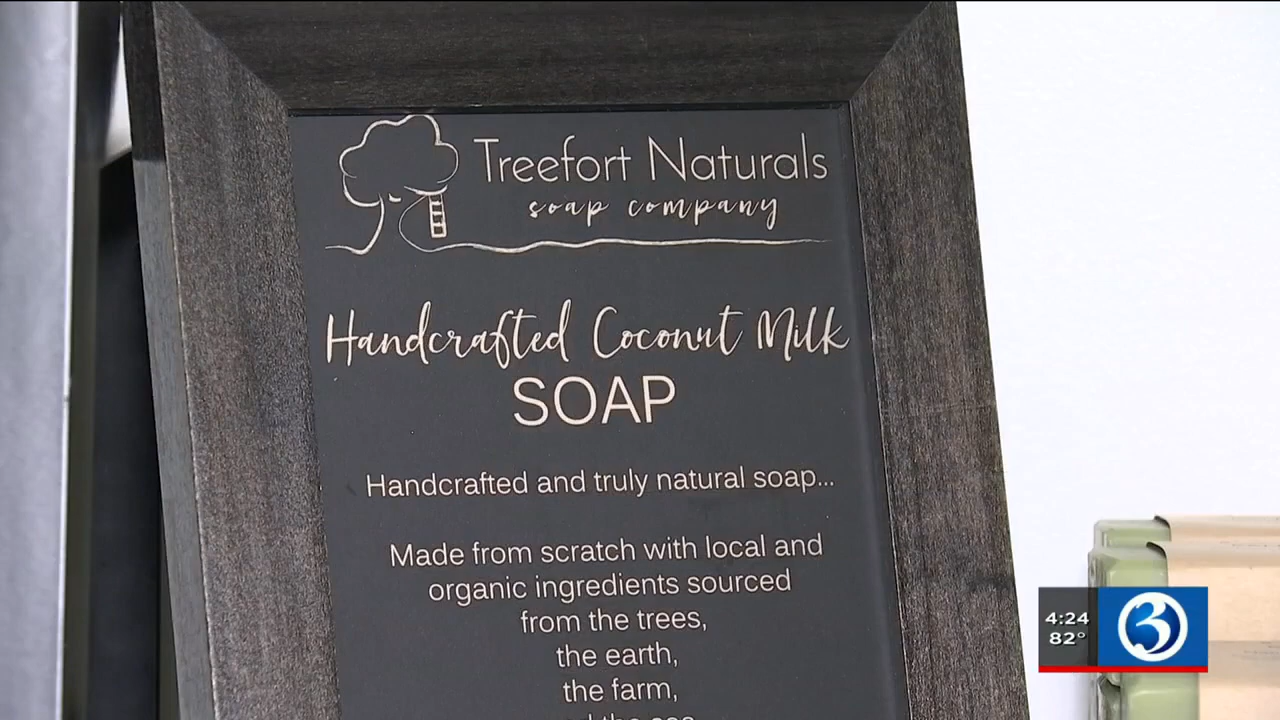 Treefort Naturals
soap company
Handcrafted Coconut Milk
SOAP
Handcrafted and truly natural soap...
Made from scratch with local and
organic ingredients sourced
from the trees,
the earth,
the farm,
4:24
82°
3